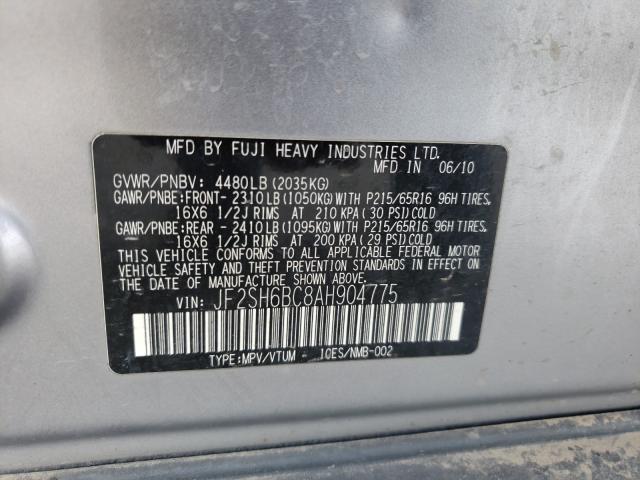 MFD BY FUJI HEAVY INDUSTRIES LTD.
MFD IN 06/10
GVWR/PNBV: 4480LB (2035KG)
GAWR/PNBE:FRONT- 2310LB (1050KG)WITH P215/65R16 96H TIRES.
16X6 1/2J RIMS AT 210 KPA (30 PSI)COLD
GAWR/PNBE:REAR - 2410LB (1095KG)WITH P215/65R16 96H TIRES.
16X6 1/2J RIMS AT 200 KPA (29 PSI)COLD
THIS VEHICLE CONFORMS TO ALL APPLICABLE FEDERAL MOTOR
VEHICLE SAFETY AND THEFT PREVENTION STANDARDS IN EFFECT ON
THE DATE OF MANUFACTURE SHOWN ABOVE.
VIN: JF2SH6BC8AH904775
TYPE:MPV/VTUM - 10ES/NMB-002